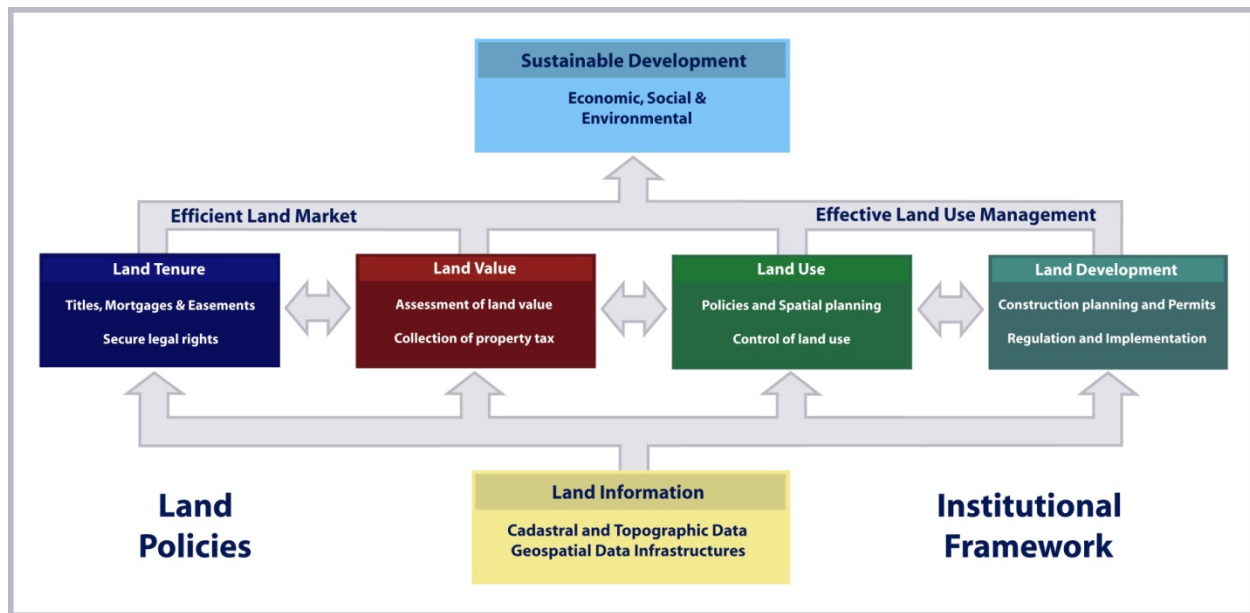 Sustainable Development
Economic, Social &
Environmental
Efficient Land Market
Effective Land Use Management
Land Tenure
Titles, Mortgages & Easements
Secure legal rights
Land Value
Assessment of land value
Collection of property tax
Land Use
Policies and Spatial planning
Control of land use
Land Development
Construction planning and Permits
Regulation and Implementation
Land
Policies
Land Information
Cadastral and Topographic Data
Geospatial Data Infrastructures
Institutional
Framework